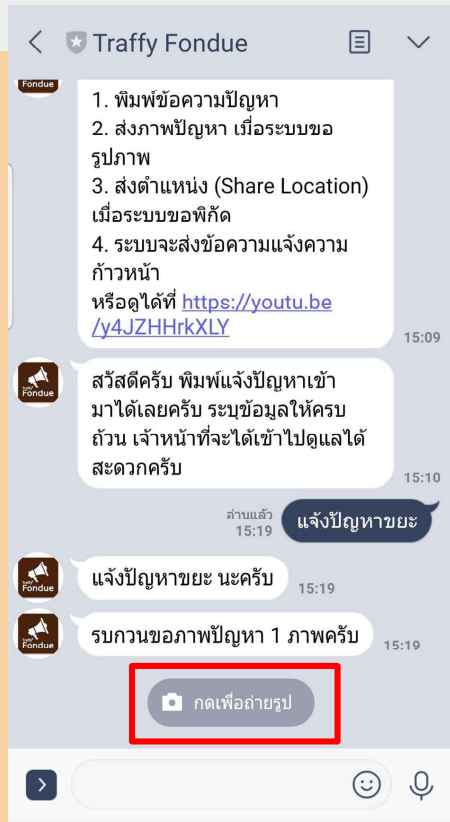 Traffy Fondue
Fondue
1. พิมพ์ข้อความปัญหา
2. ส่งภาพปัญหา เมื่อระบบขอ
รูปภาพ
3. ส่งตำแหน่ง (Share Location)
เมื่อระบบขอพิกัด
4. ระบบจะส่งข้อความแจ้งความ
ก้าวหน้า
หรือดูได้ที่ https://youtu.be
/y4JZHHrkXLY
15:09
Traffy
Fondue
สวัสดีครับ พิมพ์แจ้งปัญหาเข้า
มาได้เลยครับ ระบุข้อมูลให้ครบ
ถ้วน เจ้าหน้าที่จะได้เข้าไปดูแลได้
สะดวกครับ
15:10
อ่านแล้ว
15:19
แจ้งปัญหาขยะ
Traffy
Fondue
แจ้งปัญหาขยะ นะครับ
15:19
Traffy
Fondue
รบกวนขอภาพปัญหา 1 ภาพครับ
15:19
กดเพื่อถ่ายรูป